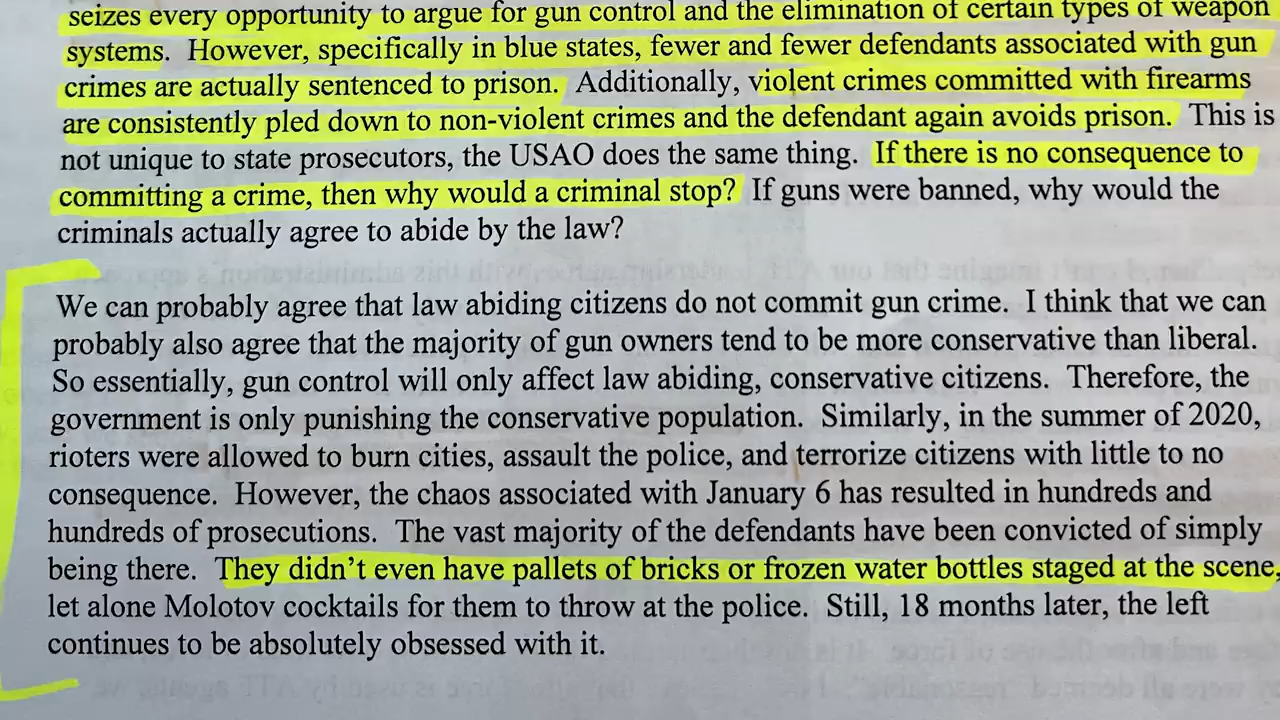 seizes every opportunity to argue for gun control and the elimination of certain types of weapon
systems. However, specifically in blue states, fewer and fewer defendants associated with gun
crimes are actually sentenced to prison. Additionally, violent crimes committed with firearms
are consistently pled down to non-violent crimes and the defendant again avoids prison. This is
not unique to state prosecutors, the USAO does the same thing. If there is no consequence to
committing a crime, then why would a criminal stop? If guns were banned, why would the
criminals actually agree to abide by the law?
We can probably agree that law abiding citizens do not commit gun crime. I think that we can
probably also agree that the majority of gun owners tend to be more conservative than liberal.
So essentially, gun control will only affect law abiding, conservative citizens. Therefore, the
government is only punishing the conservative population. Similarly, in the summer of 2020,
rioters were allowed to burn cities, assault the police, and terrorize citizens with little to no
consequence. However, the chaos associated with January 6 has resulted in hundreds and
hundreds of prosecutions. The vast majority of the defendants have been convicted of simply
being there. They didn't even have pallets of bricks or frozen water bottles staged at the scene,
let alone Molotov cocktails for them to throw at the police. Still, 18 months later, the left
continues to be absolutely obsessed with it.